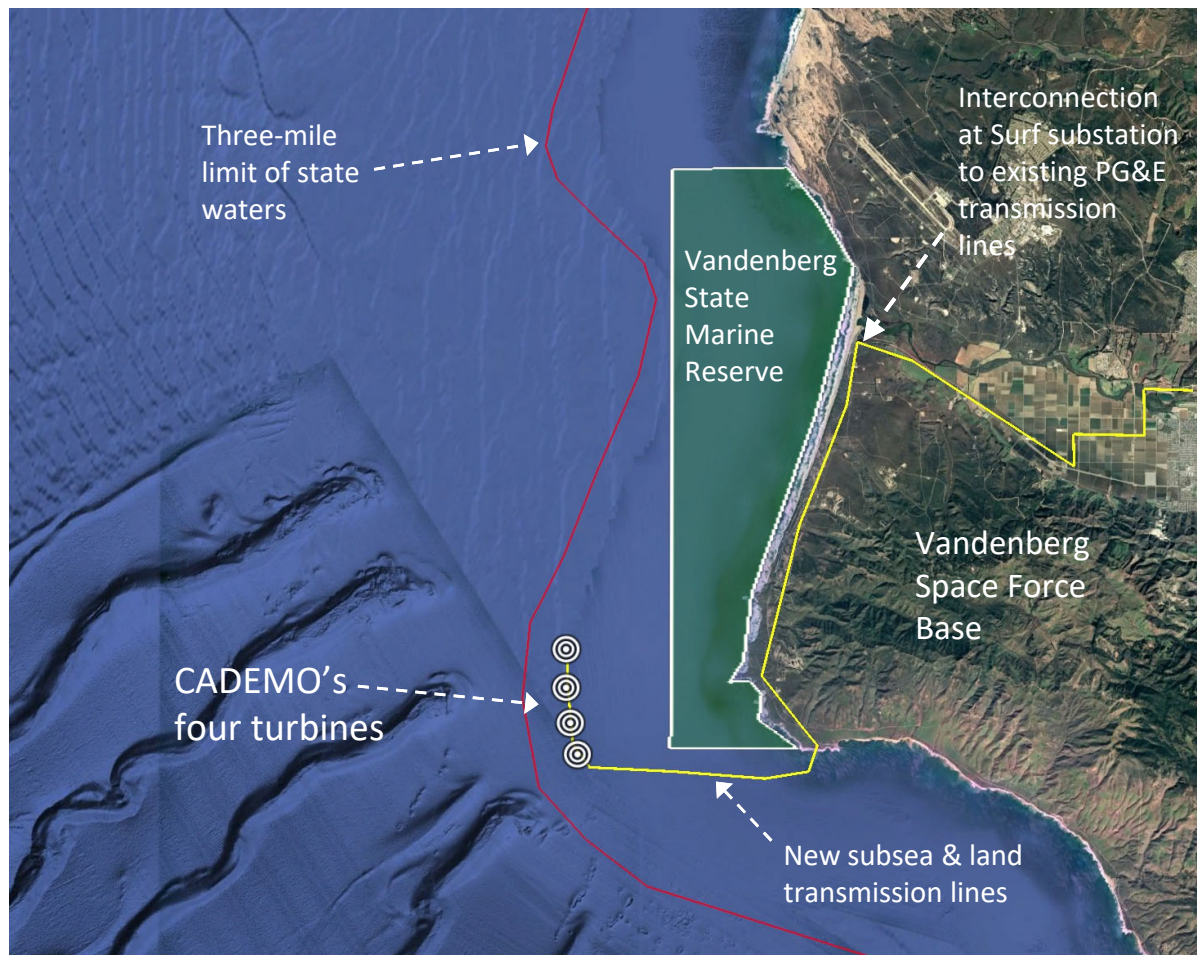 Three-mile
limit of state
waters
Interconnection
at Surf substation
to existing PG&E
transmission
lines
Vandenberg
State
Marine
Reserve
Vandenberg
Space Force
Base
CADEMO’s
four turbines
New subsea & land
transmission lines